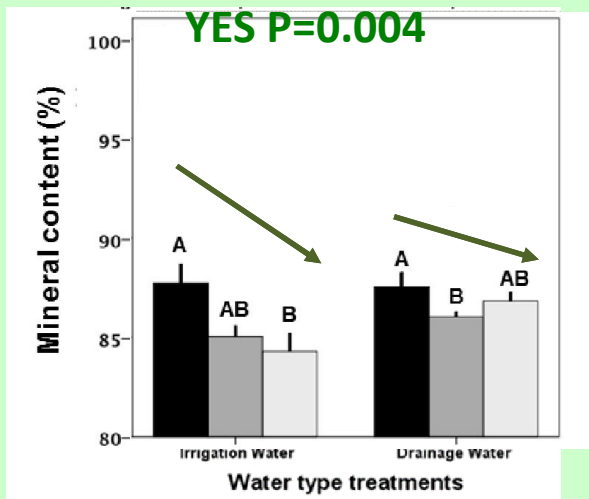 YES P=0.004
Mineral content (%)
100
95
90
85
80
A
AB
B
A
B
AB
Irrigation Water
Drainage Water
Water type treatments